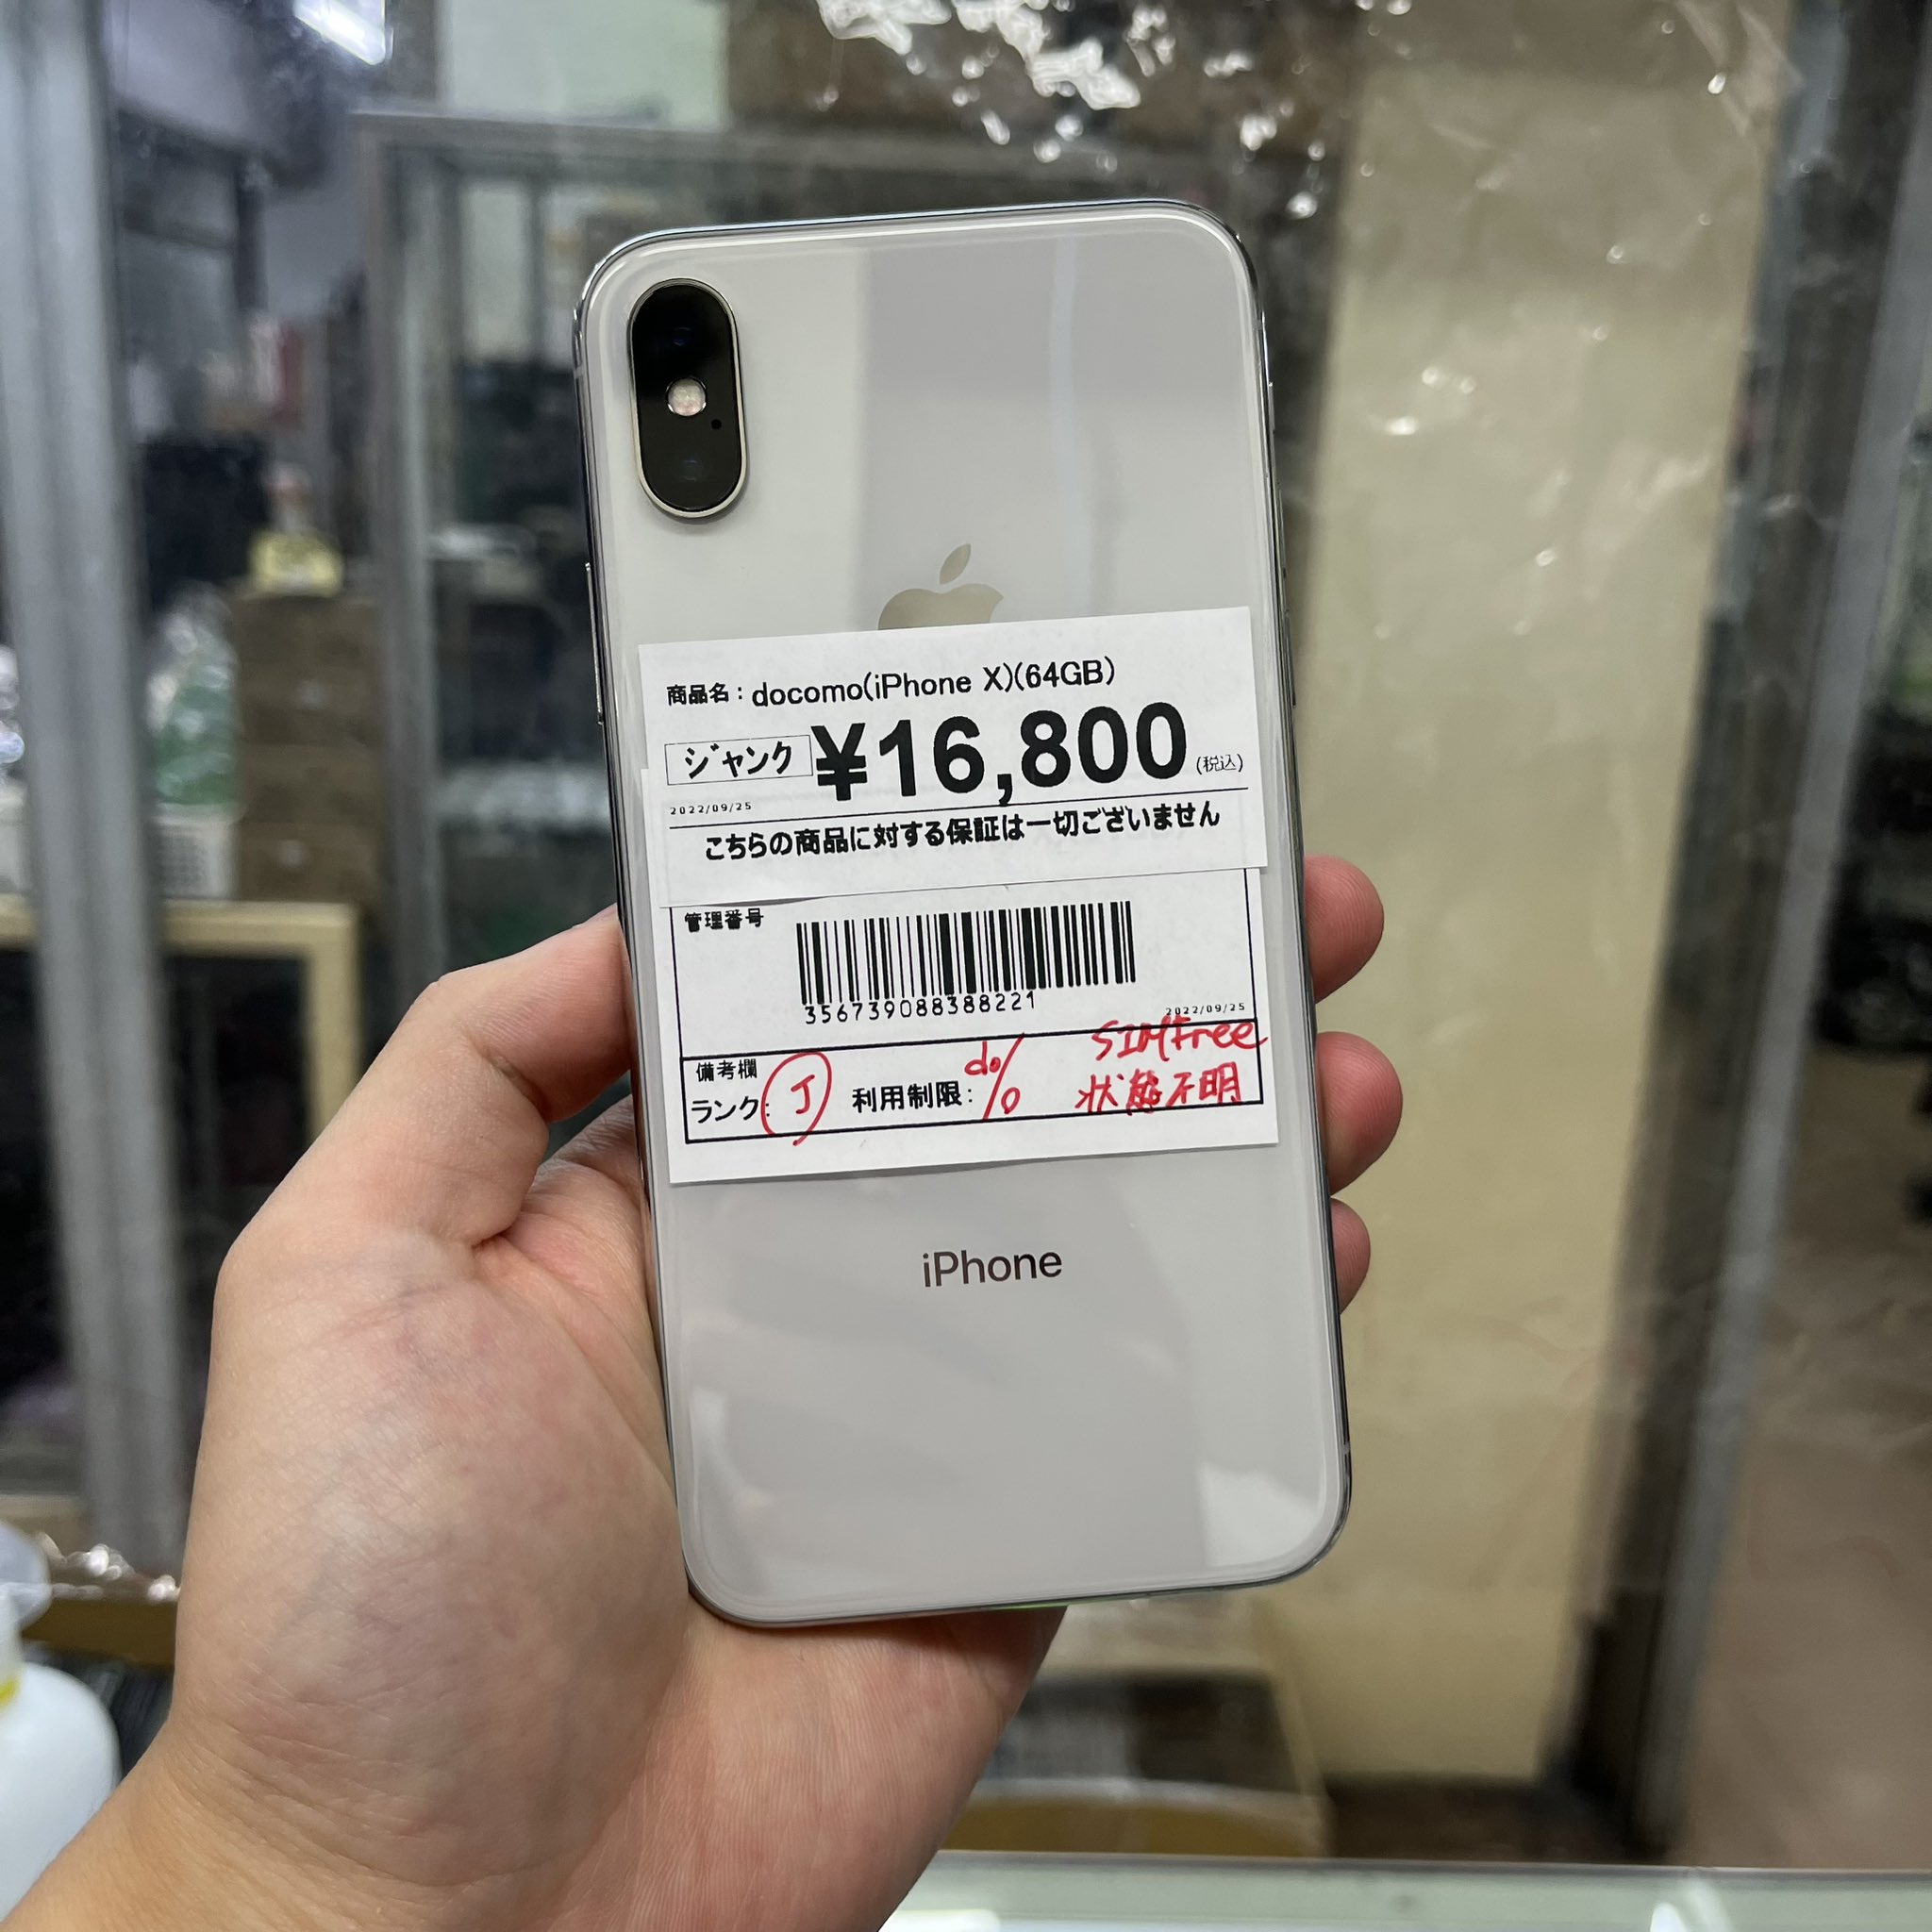 商品名：docomo(iPhone X)(64GB)
ジャンク ¥16,800 (税込)
2022/09/25
こちらの商品に対する保証は一切ございません
管理番号
356739088388221
2022/09/25
SIMFree
備考欄
ランク: J 利用制限: do/○ 状態不明
iPhone